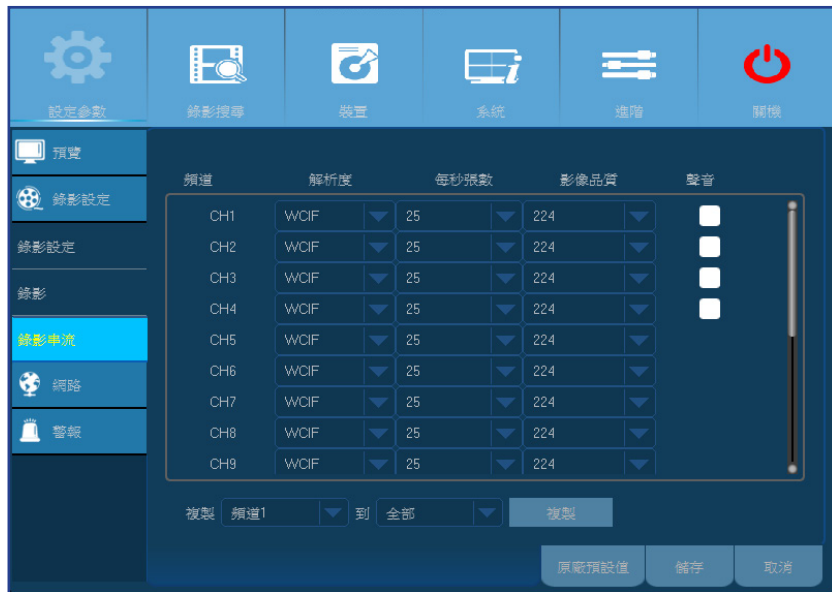 設定參數 錄影搜尋 裝置 系統 進階 關機
預覽
錄影設定
錄影設定
錄影
錄影串流
網路
警報
頻道 解析度 每秒張數 影像品質 聲音
CH1 WCIF 25 224
CH2 WCIF 25 224
CH3 WCIF 25 224
CH4 WCIF 25 224
CH5 WCIF 25 224
CH6 WCIF 25 224
CH7 WCIF 25 224
CH8 WCIF 25 224
CH9 WCIF 25 224
複製 頻道1 到 全部 複製
原廠預設值 儲存 取消